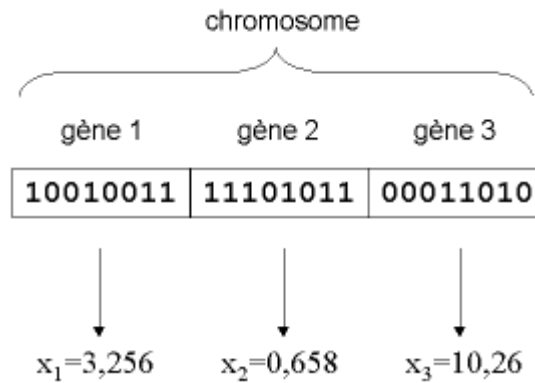 chromosome
gène 1 gène 2 gène 3
10010011 11101011 00011010
x₁=3,256 x₂=0,658 x₃=10,26